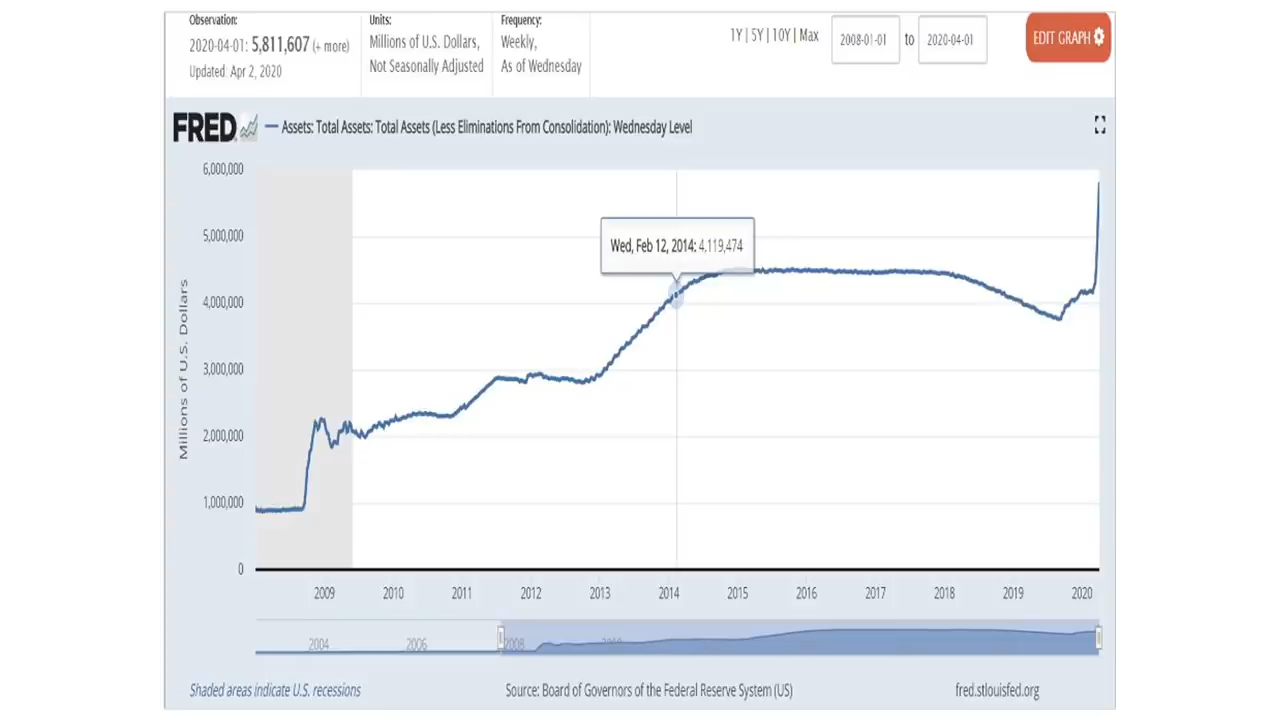 Observation:
2020-04-01: 5,811,607 (+ more)
Updated: Apr 2, 2020
Units:
Millions of U.S. Dollars,
Not Seasonally Adjusted
Frequency:
Weekly,
As of Wednesday
1Y | 5Y | 10Y | Max
2008-01-01 to 2020-04-01
EDIT GRAPH
FRED
Assets: Total Assets: Total Assets (Less Eliminations From Consolidation): Wednesday Level
Millions of U.S. Dollars
6,000,000
5,000,000
4,000,000
3,000,000
2,000,000
1,000,000
0
Wed, Feb 12, 2014: 4,119,474
2009 2010 2011 2012 2013 2014 2015 2016 2017 2018 2019 2020
2004 2006 2008 2010
Shaded areas indicate U.S. recessions
Source: Board of Governors of the Federal Reserve System (US)
fred.stlouisfed.org